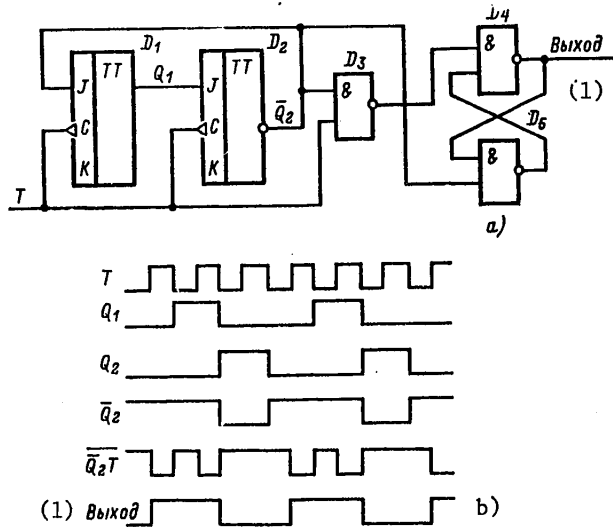 D4
D1 D2
TT TT D3 & Выход
J Q1 J & (1)
C C Q̄2 D5
K K &
T
a)
T
Q1
Q2
Q̄2
Q̄2T
(1) Выход b)